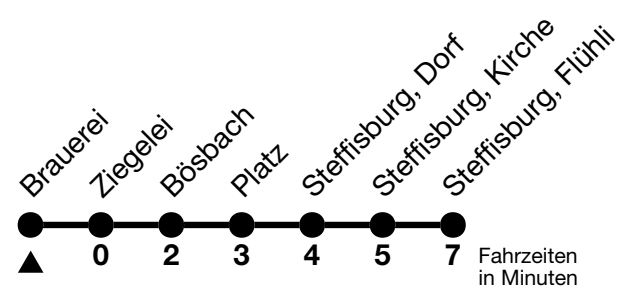 Brauerei
Ziegelei
Bösbach
Platz
Steffisburg, Dorf
Steffisburg, Kirche
Steffisburg, Flühli
0 2 3 4 5 7 Fahrzeiten
in Minuten